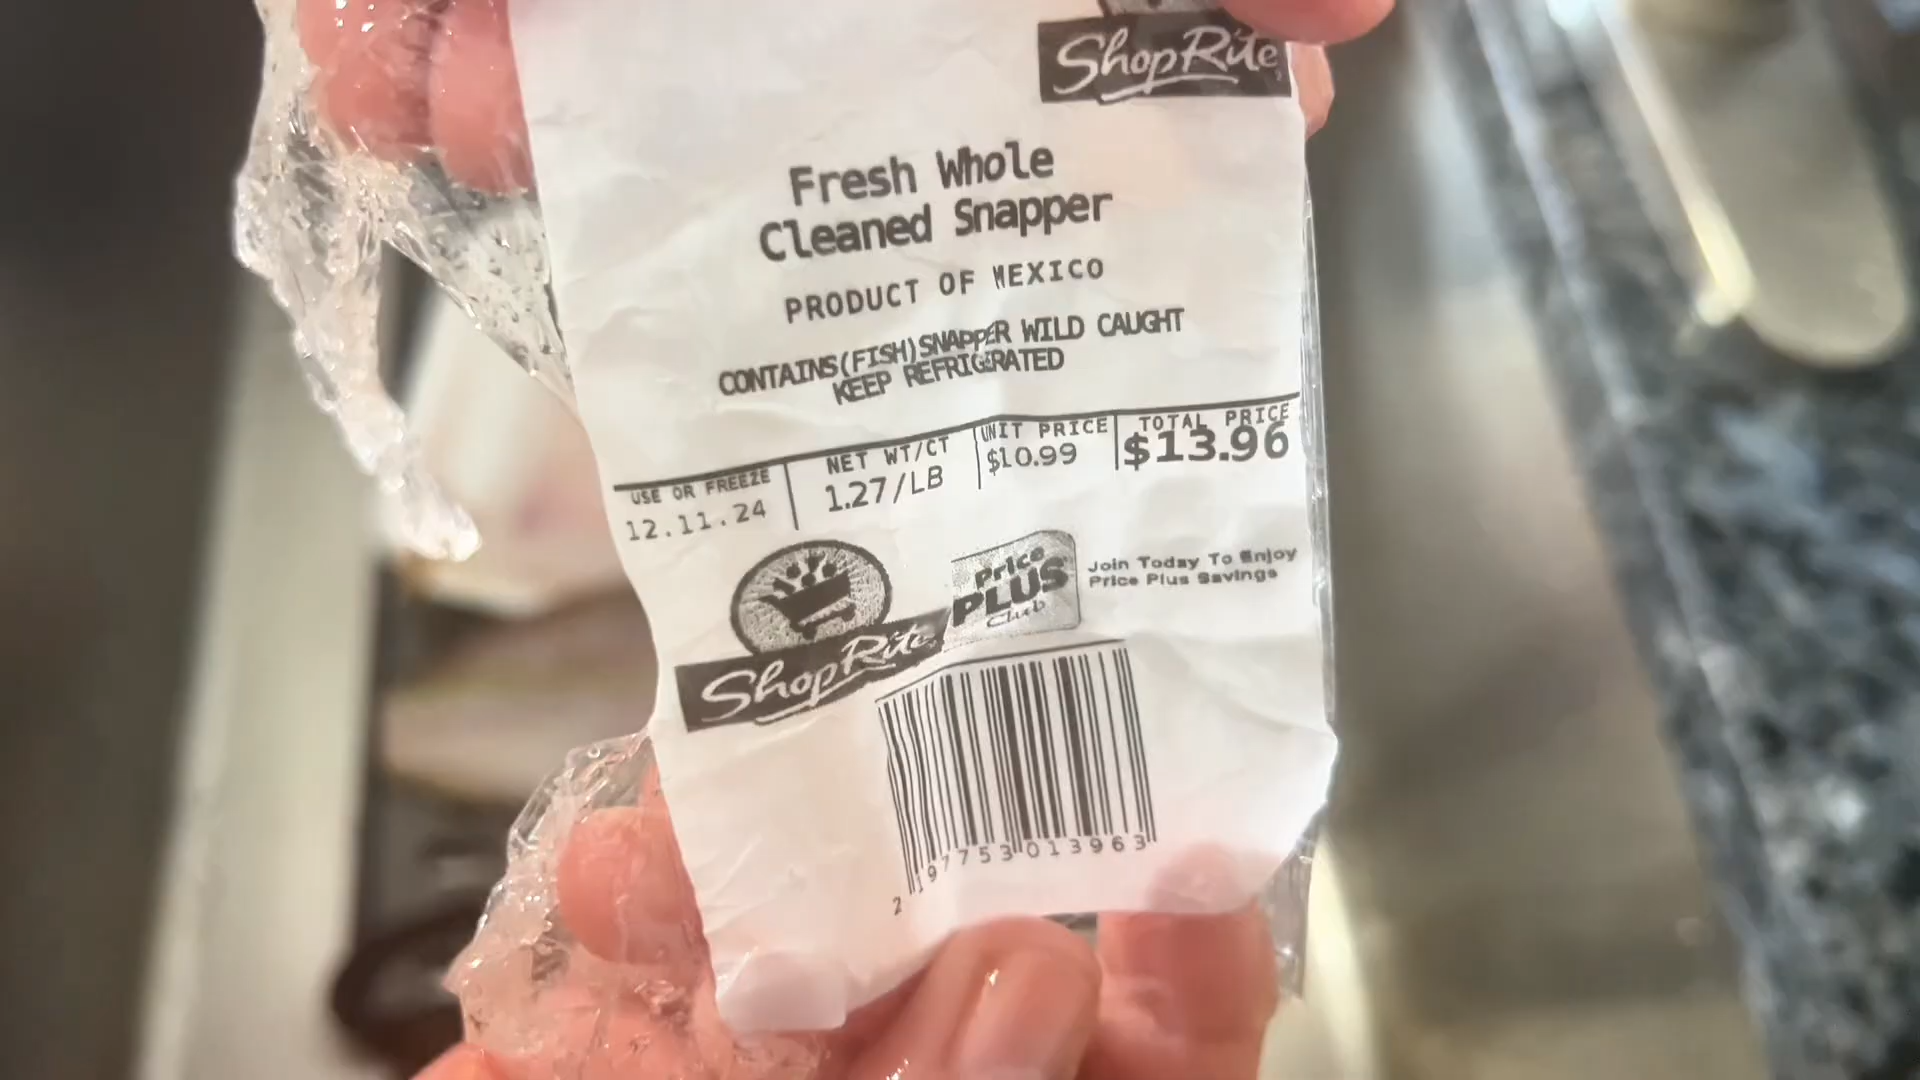 ShopRite
Fresh Whole
Cleaned Snapper
PRODUCT OF MEXICO
CONTAINS(FISH)SNAPPER WILD CAUGHT
KEEP REFRIGERATED
USE OR FREEZE
12.11.24
NET WT/CT
1.27/LB
UNIT PRICE
$10.99
TOTAL PRICE
$13.96
ShopRite
Price
PLUS
Club
Join Today To Enjoy
Price Plus Savings
2 197753 013963